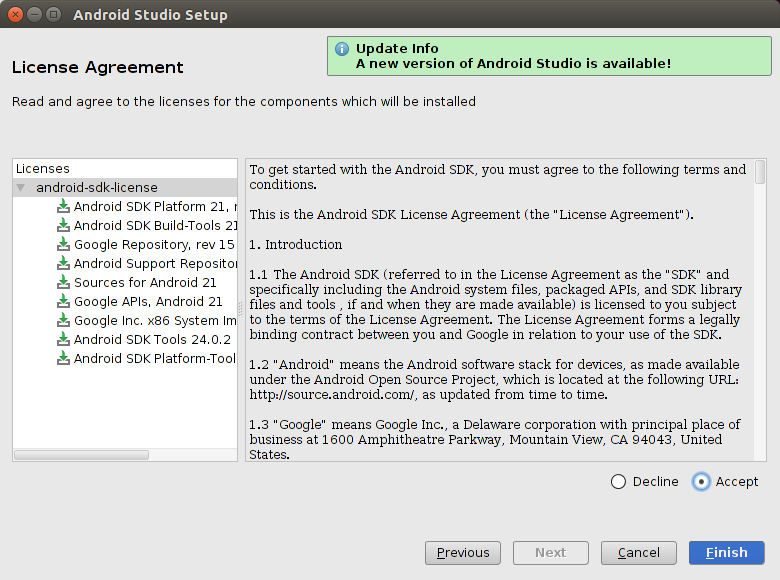 Android Studio Setup
Update Info
A new version of Android Studio is available!
License Agreement
Read and agree to the licenses for the components which will be installed
Licenses
android-sdk-license
Android SDK Platform 21,
Android SDK Build-Tools 21
Google Repository, rev 15
Android Support Repositor
Sources for Android 21
Google APIs, Android 21
Google Inc. x86 System Im
Android SDK Tools 24.0.2
Android SDK Platform-Tool
To get started with the Android SDK, you must agree to the following terms and
conditions.
This is the Android SDK License Agreement (the "License Agreement").
1. Introduction
1.1 The Android SDK (referred to in the License Agreement as the "SDK" and
specifically including the Android system files, packaged APIs, and SDK library
files and tools , if and when they are made available) is licensed to you subject
to the terms of the License Agreement. The License Agreement forms a legally
binding contract between you and Google in relation to your use of the SDK.
1.2 "Android" means the Android software stack for devices, as made available
under the Android Open Source Project, which is located at the following URL:
http://source.android.com/, as updated from time to time.
1.3 "Google" means Google Inc., a Delaware corporation with principal place of
business at 1600 Amphitheatre Parkway, Mountain View, CA 94043, United
States.
Decline
Accept
Previous
Next
Cancel
Finish